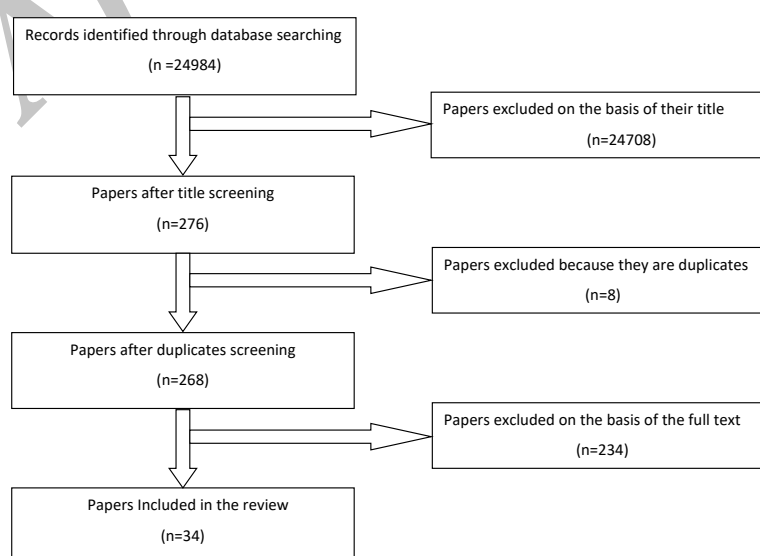 Records identified through database searching
(n =24984)
Papers excluded on the basis of their title
(n=24708)
Papers after title screening
(n=276)
Papers excluded because they are duplicates
(n=8)
Papers after duplicates screening
(n=268)
Papers excluded on the basis of the full text
(n=234)
Papers Included in the review
(n=34)